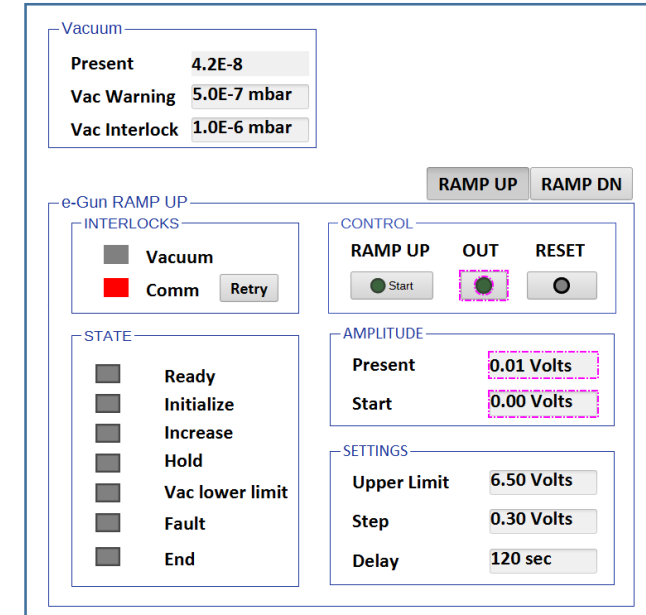 Vacuum
Present 4.2E-8
Vac Warning 5.0E-7 mbar
Vac Interlock 1.0E-6 mbar
RAMP UP RAMP DN
e-Gun RAMP UP
INTERLOCKS
Vacuum
Comm Retry
CONTROL
RAMP UP OUT RESET
Start
STATE
Ready
Initialize
Increase
Hold
Vac lower limit
Fault
End
AMPLITUDE
Present 0.01 Volts
Start 0.00 Volts
SETTINGS
Upper Limit 6.50 Volts
Step 0.30 Volts
Delay 120 sec